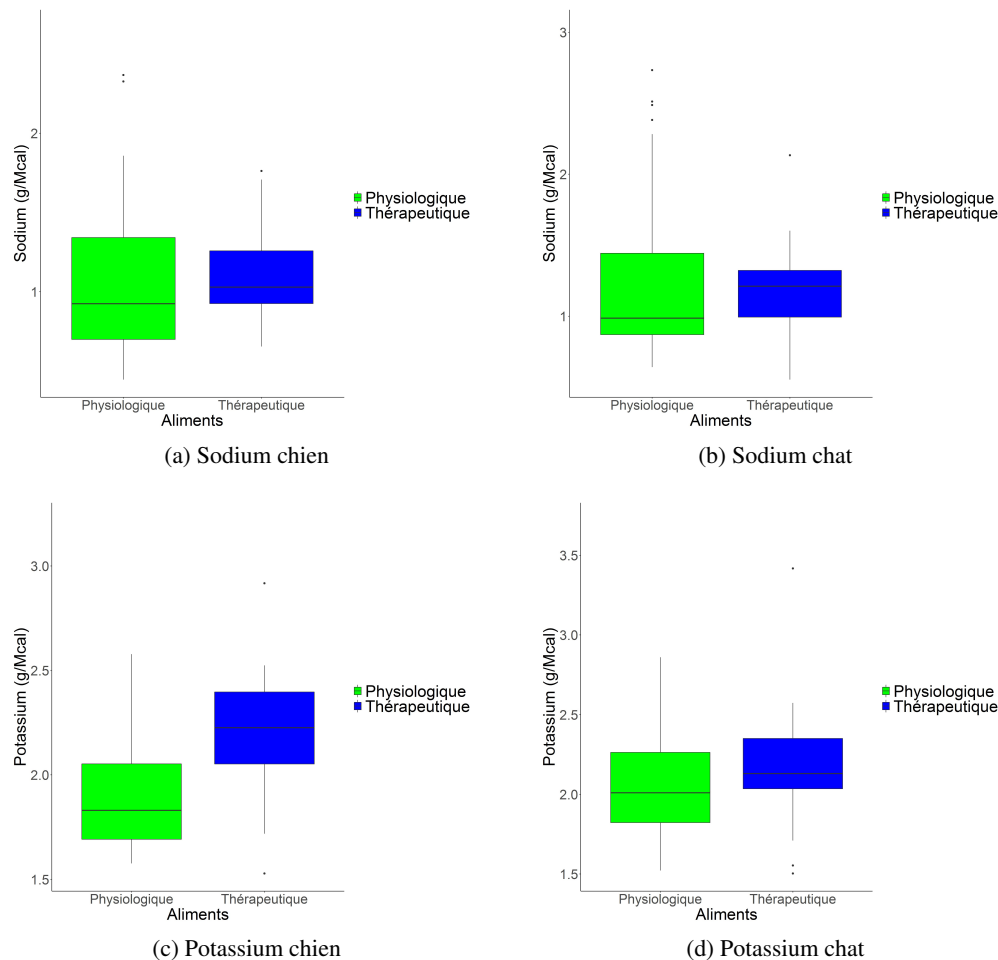 Sodium (g/Mcal)
2
1
Physiologique
Thérapeutique
Aliments
Physiologique
Thérapeutique
(a) Sodium chien
Sodium (g/Mcal)
3
2
1
Physiologique
Thérapeutique
Aliments
Physiologique
Thérapeutique
(b) Sodium chat
Potassium (g/Mcal)
3.0
2.5
2.0
1.5
Physiologique
Thérapeutique
Aliments
Physiologique
Thérapeutique
(c) Potassium chien
Potassium (g/Mcal)
3.5
3.0
2.5
2.0
1.5
Physiologique
Thérapeutique
Aliments
Physiologique
Thérapeutique
(d) Potassium chat